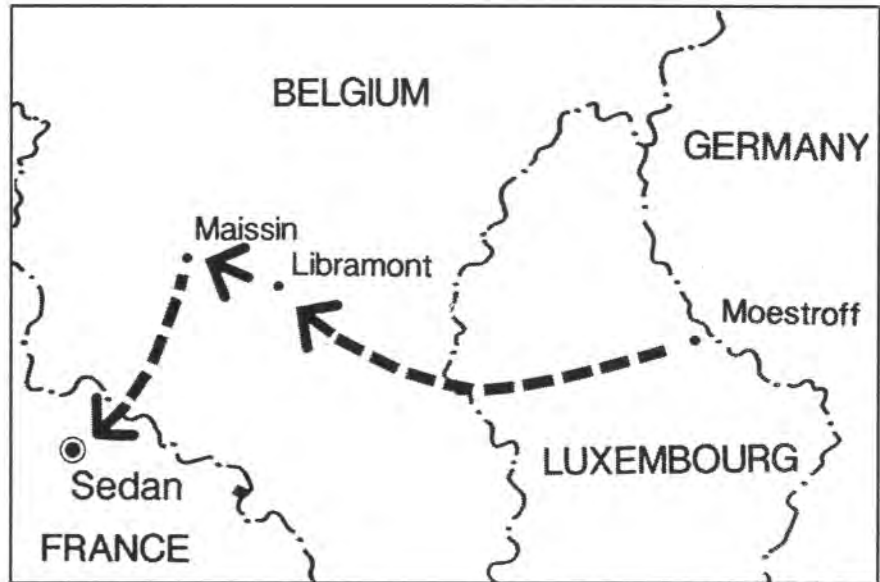 BELGIUM
GERMANY
Maissin
Libramont
Moestroff
LUXEMBOURG
Sedan
FRANCE